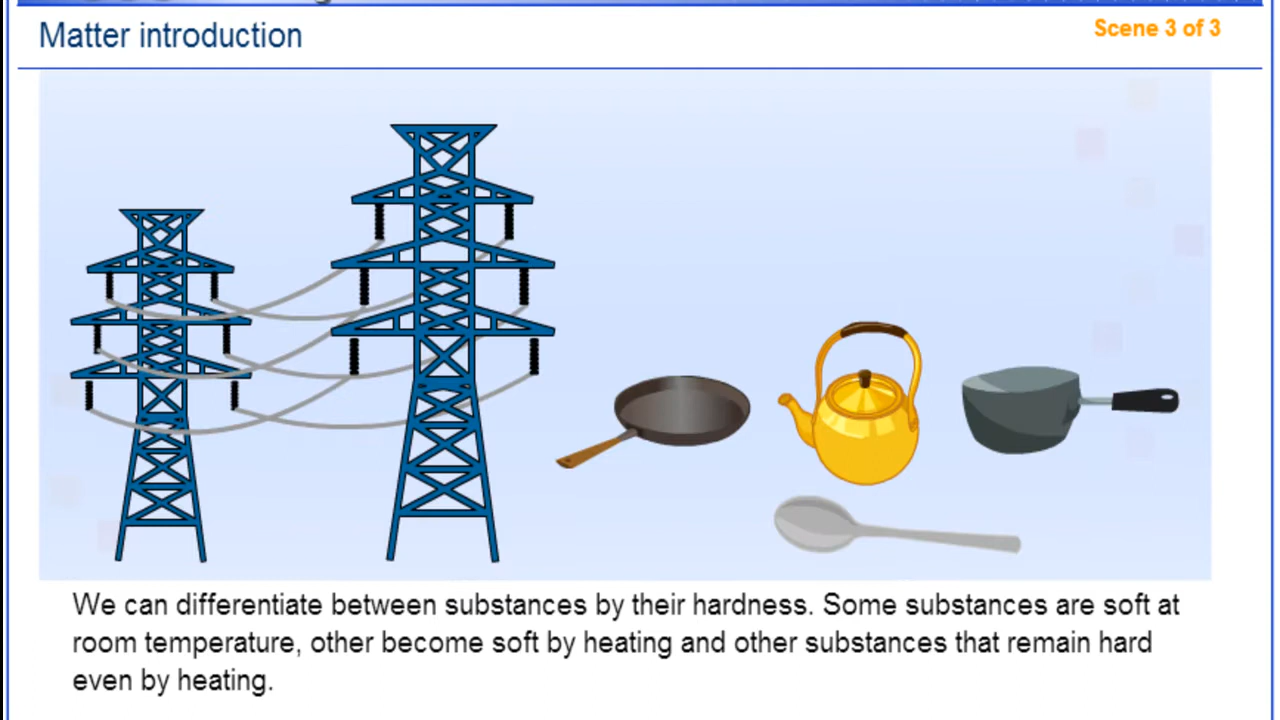 Matter introduction
Scene 3 of 3
We can differentiate between substances by their hardness. Some substances are soft at
room temperature, other become soft by heating and other substances that remain hard
even by heating.